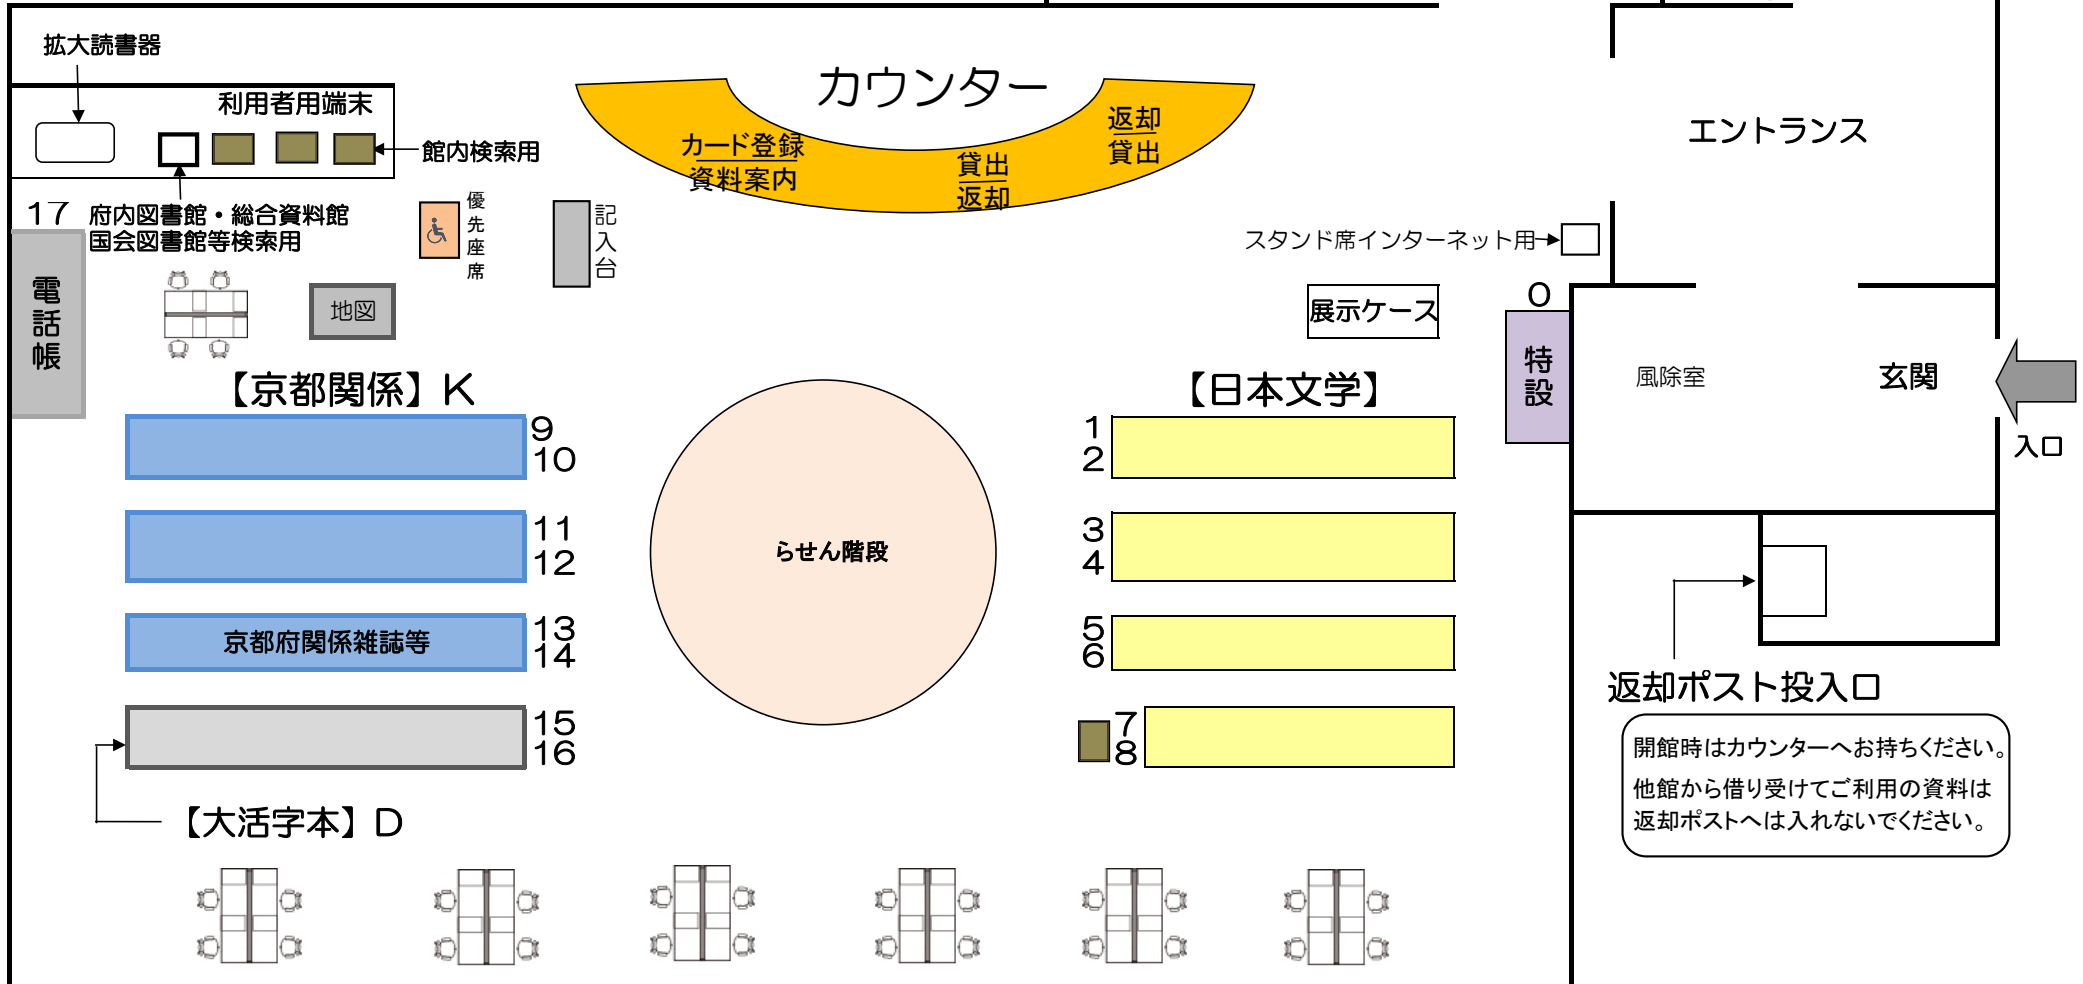 拡大読書器
利用者用端末
館内検索用
府内図書館・総合資料館
国会図書館等検索用
17
電話帳
優先座席
記入台
地図
カウンター
カード登録
資料案内
貸出
返却
返却
貸出
エントランス
スタンド席インターネット用
展示ケース
0
特設
風除室
玄関
入口
【京都関係】K
9
10
11
12
京都府関係雑誌等
13
14
15
16
【大活字本】D
らせん階段
【日本文学】
1
2
3
4
5
6
7
8
返却ポスト投入口
開館時はカウンターへお持ちください。
他館から借り受けてご利用の資料は
返却ポストへは入れないでください。